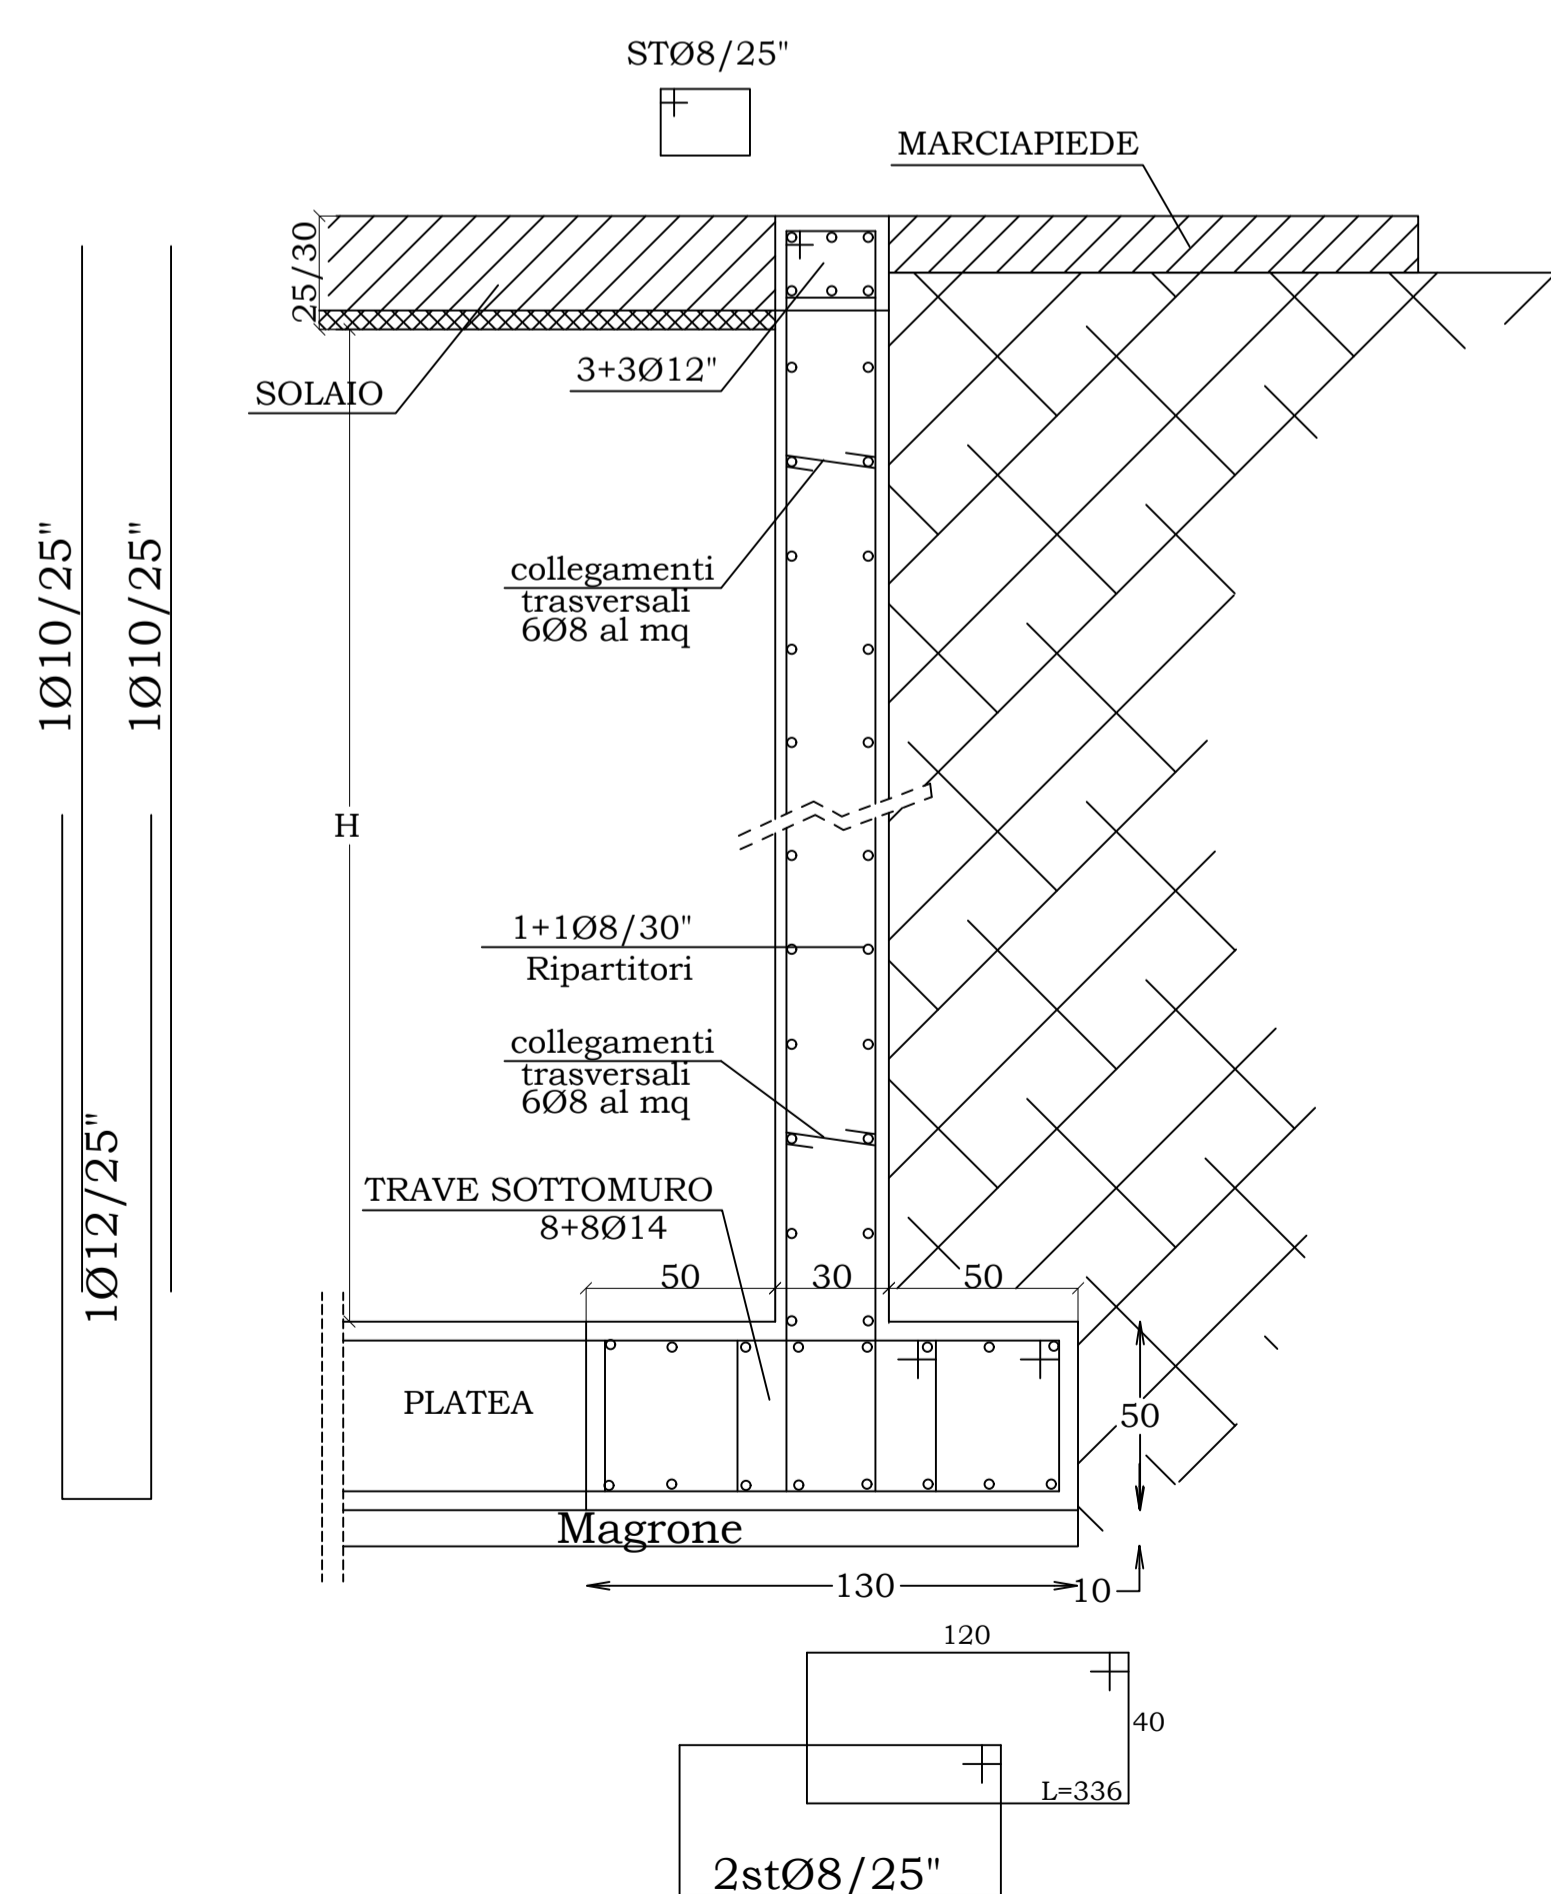 STØ8/25"
MARCIAPIEDE
25/30
3+3Ø12"
SOLAIO
1Ø10/25"
1Ø10/25"
collegamenti
trasversali
6Ø8 al mq
H
1+1Ø8/30"
Ripartitori
collegamenti
trasversali
6Ø8 al mq
1Ø12/25"
TRAVE SOTTOMURO
8+8Ø14
50
30
50
PLATEA
50
Magrone
130
10
120
40
L=336
2stØ8/25"